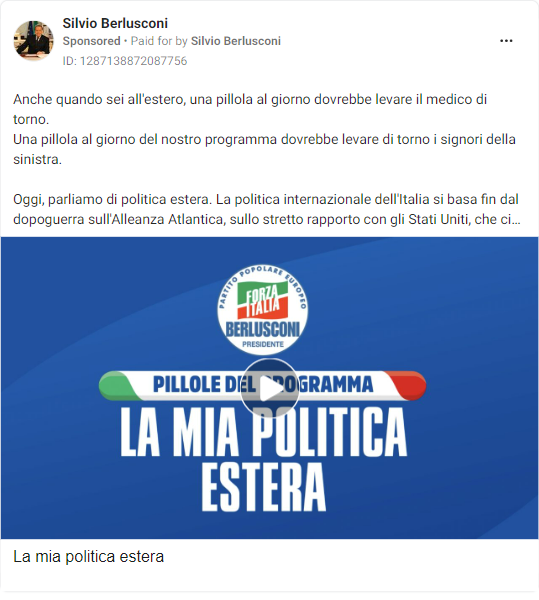 Silvio Berlusconi
Sponsored • Paid for by Silvio Berlusconi
ID: 1287138872087756
Anche quando sei all'estero, una pillola al giorno dovrebbe levare il medico di
torno.
Una pillola al giorno del nostro programma dovrebbe levare di torno i signori della
sinistra.
Oggi, parliamo di politica estera. La politica internazionale dell'Italia si basa fin dal
dopoguerra sull'Alleanza Atlantica, sullo stretto rapporto con gli Stati Uniti, che ci...
PARTITO POPOLARE EUROPEO
FORZA
ITALIA
BERLUSCONI
PRESIDENTE
PILLOLE DEL PROGRAMMA
LA MIA POLITICA
ESTERA
La mia politica estera